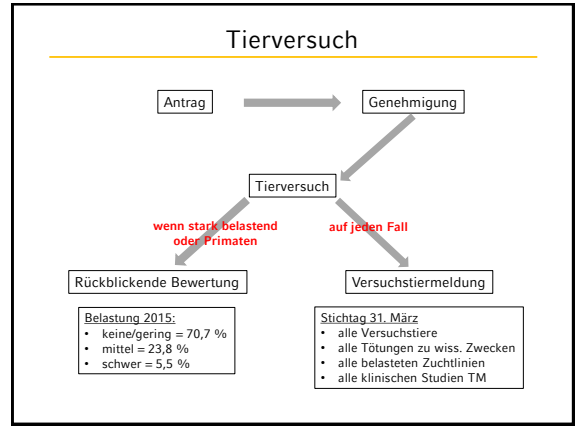 Tierversuch
Antrag
Genehmigung
Tierversuch
wenn stark belastend
oder Primaten
auf jeden Fall
Rückblickende Bewertung
Versuchstiermeldung
Belastung 2015:
• keine/gering = 70,7 %
• mittel = 23,8 %
• schwer = 5,5 %
Stichtag 31. März
• alle Versuchstiere
• alle Tötungen zu wiss. Zwecken
• alle belasteten Zuchtlinien
• alle klinischen Studien TM